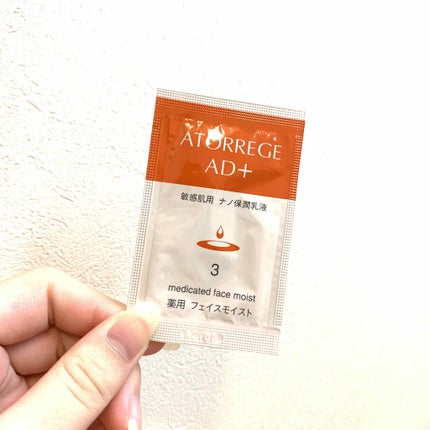 ATORREGE
AD+
敏感肌用 ナノ保潤乳液
3
medicated face moist
薬用 フェイスモイスト